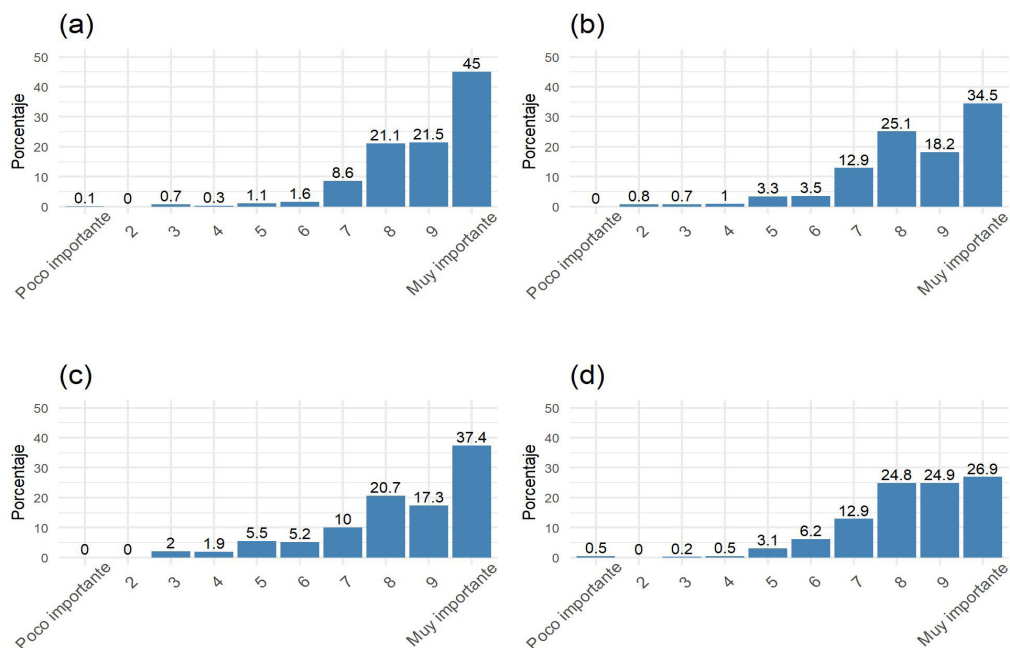 (a)
Porcentaje
50
40
30
20
10
0
0.1 0 0.7 0.3 1.1 1.6 8.6 21.1 21.5 45
Poco importante 2 3 4 5 6 7 8 9 Muy importante
(b)
Porcentaje
50
40
30
20
10
0
0 0.8 0.7 1 3.3 3.5 12.9 25.1 18.2 34.5
Poco importante 2 3 4 5 6 7 8 9 Muy importante
(c)
Porcentaje
50
40
30
20
10
0
0 0 2 1.9 5.5 5.2 10 20.7 17.3 37.4
Poco importante 2 3 4 5 6 7 8 9 Muy importante
(d)
Porcentaje
50
40
30
20
10
0
0.5 0 0.2 0.5 3.1 6.2 12.9 24.8 24.9 26.9
Poco importante 2 3 4 5 6 7 8 9 Muy importante